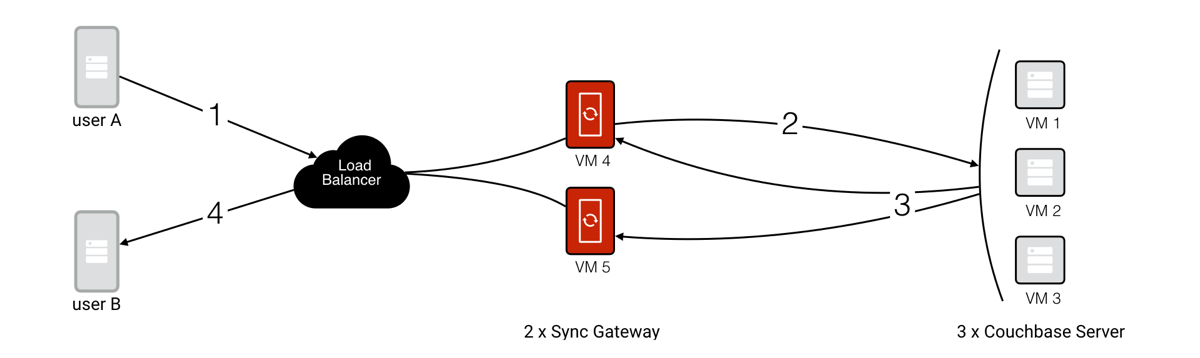 user A
1
Load
Balancer
4
user B
VM 4
VM 5
2 x Sync Gateway
2
3
VM 1
VM 2
VM 3
3 x Couchbase Server